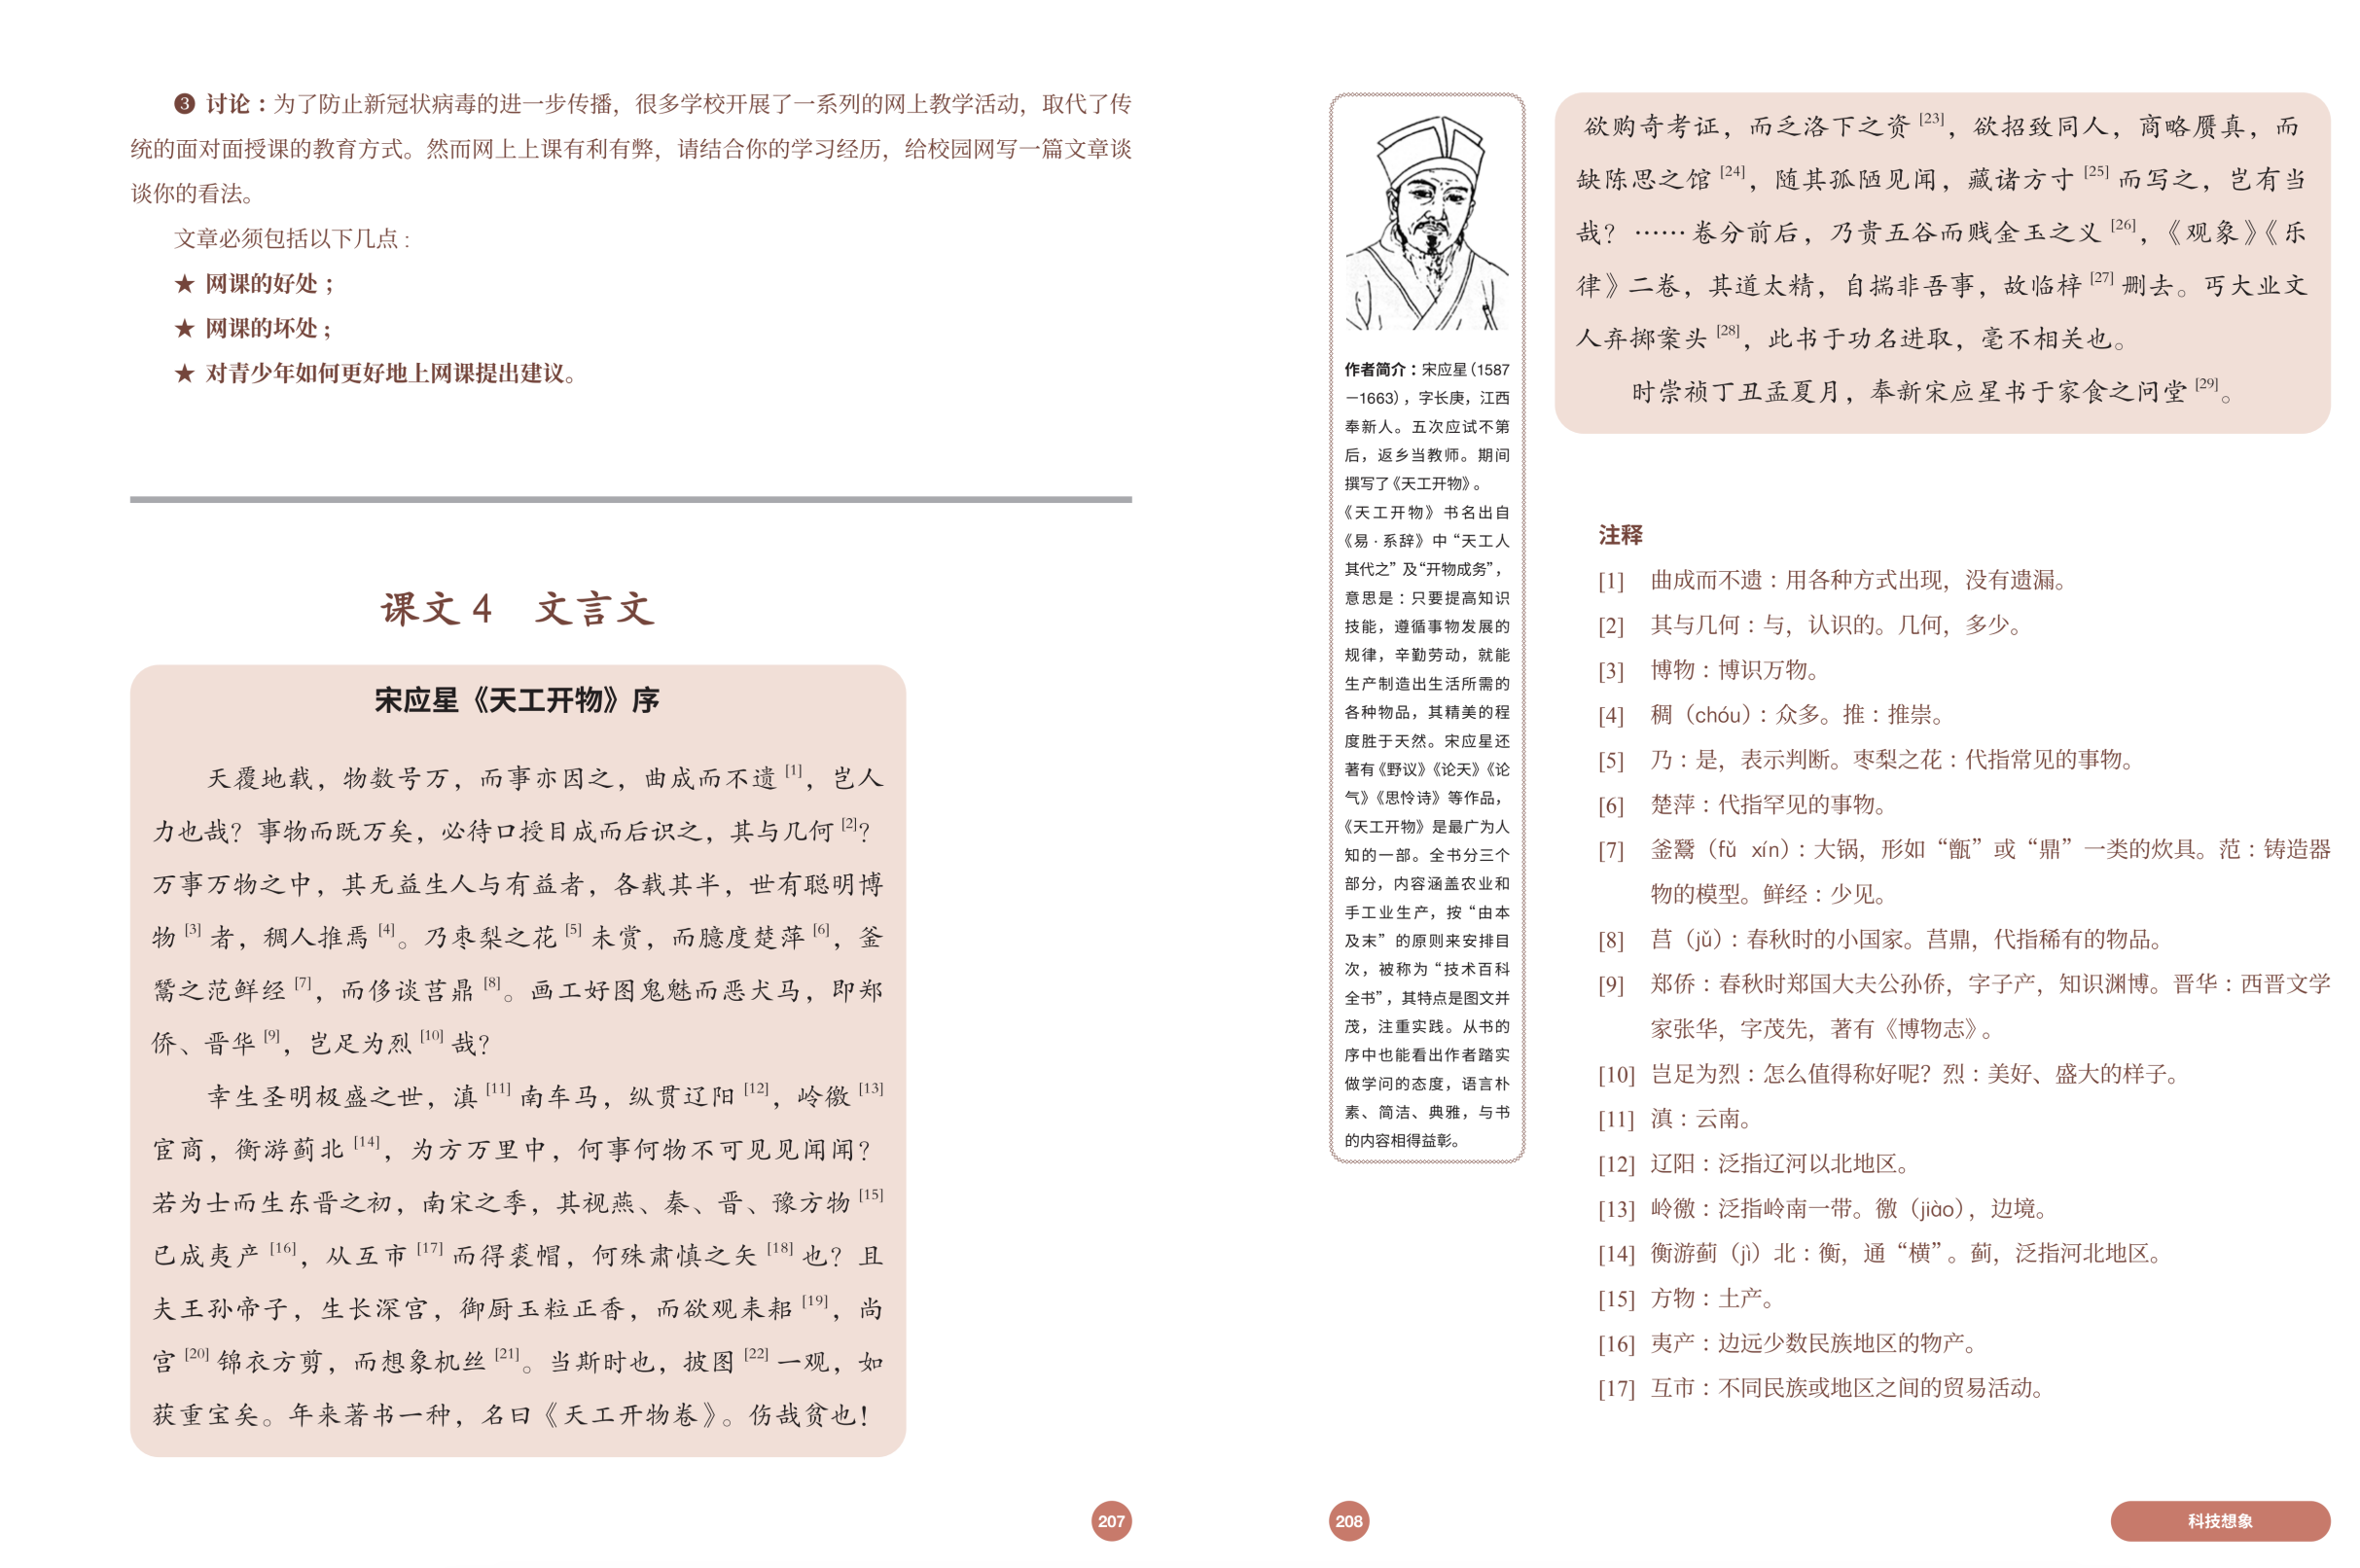 ❸ 讨论：为了防止新冠状病毒的进一步传播，很多学校开展了一系列的网上教学活动，取代了传
统的面对面授课的教育方式。然而网上上课有利有弊，请结合你的学习经历，给校园网写一篇文章谈
谈你的看法。
文章必须包括以下几点：
★ 网课的好处；
★ 网课的坏处；
★ 对青少年如何更好地上网课提出建议。
课文 4　文言文
宋应星《天工开物》序
天覆地载，物数号万，而事亦因之，曲成而不遗 [1]，岂人
力也哉？事物而既万矣，必待口授目成而后识之，其与几何 [2]？
万事万物之中，其无益生人与有益者，各载其半，世有聪明博
物 [3] 者，稠人推焉 [4]。乃枣梨之花 [5] 未赏，而臆度楚萍 [6]，釜
鬵之范鲜经 [7]，而侈谈莒鼎 [8]。画工好图鬼魅而恶犬马，即郑
侨、晋华 [9]，岂足为烈 [10] 哉？
幸生圣明极盛之世，滇 [11] 南车马，纵贯辽阳 [12]，岭徼 [13]
宦商，衡游蓟北 [14]，为方万里中，何事何物不可见见闻闻？
若为士而生东晋之初，南宋之季，其视燕、秦、晋、豫方物 [15]
已成夷产 [16]，从互市 [17] 而得裘帽，何殊肃慎之矢 [18] 也？且
夫王孙帝子，生长深宫，御厨玉粒正香，而欲观耒耜 [19]，尚
宫 [20] 锦衣方剪，而想象机丝 [21]。当斯时也，披图 [22] 一观，如
获重宝矣。年来著书一种，名曰《天工开物卷》。伤哉贫也！
207
作者简介：宋应星（1587
－1663），字长庚，江西
奉新人。五次应试不第
后，返乡当教师。期间
撰写了《天工开物》。
《天工开物》书名出自
《易·系辞》中“天工人
其代之”及“开物成务”，
意思是：只要提高知识
技能，遵循事物发展的
规律，辛勤劳动，就能
生产制造出生活所需的
各种物品，其精美的程
度胜于天然。宋应星还
著有《野议》《论天》《论
气》《思怜诗》等作品，
《天工开物》是最广为人
知的一部。全书分三个
部分，内容涵盖农业和
手工业生产，按“由本
及末”的原则来安排目
次，被称为“技术百科
全书”，其特点是图文并
茂，注重实践。从书的
序中也能看出作者踏实
做学问的态度，语言朴
素、简洁、典雅，与书
的内容相得益彰。
欲购奇考证，而乏洛下之资 [23]，欲招致同人，商略赝真，而
缺陈思之馆 [24]，随其孤陋见闻，藏诸方寸 [25] 而写之，岂有当
哉？……卷分前后，乃贵五谷而贱金玉之义 [26]，《观象》《乐
律》二卷，其道太精，自揣非吾事，故临梓 [27] 删去。丐大业文
人弃掷案头 [28]，此书于功名进取，毫不相关也。
时崇祯丁丑孟夏月，奉新宋应星书于家食之问堂 [29]。
注释
[1] 曲成而不遗：用各种方式出现，没有遗漏。
[2] 其与几何：与，认识的。几何，多少。
[3] 博物：博识万物。
[4] 稠（chóu）：众多。推：推崇。
[5] 乃：是，表示判断。枣梨之花：代指常见的事物。
[6] 楚萍：代指罕见的事物。
[7] 釜鬵（fǔ xín）：大锅，形如“甑”或“鼎”一类的炊具。范：铸造器
物的模型。鲜经：少见。
[8] 莒（jǔ）：春秋时的小国家。莒鼎，代指稀有的物品。
[9] 郑侨：春秋时郑国大夫公孙侨，字子产，知识渊博。晋华：西晋文学
家张华，字茂先，著有《博物志》。
[10] 岂足为烈：怎么值得称好呢？烈：美好、盛大的样子。
[11] 滇：云南。
[12] 辽阳：泛指辽河以北地区。
[13] 岭徼：泛指岭南一带。徼（jiào），边境。
[14] 衡游蓟（jì）北：衡，通“横”。蓟，泛指河北地区。
[15] 方物：土产。
[16] 夷产：边远少数民族地区的物产。
[17] 互市：不同民族或地区之间的贸易活动。
208
科技想象